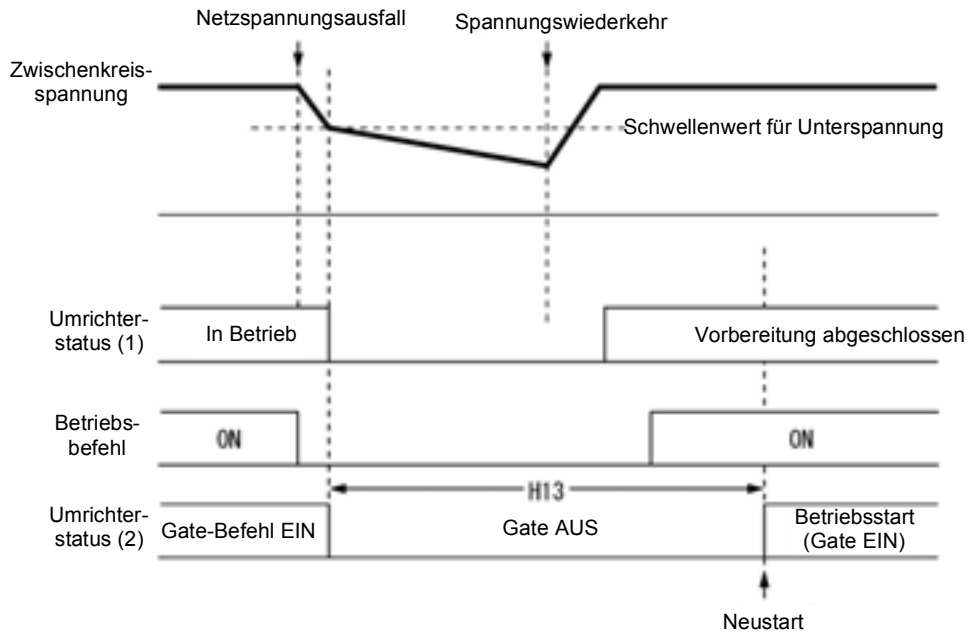 Netzspannungsausfall
Spannungswiederkehr
Zwischenkreis-
spannung
Schwellenwert für Unterspannung
Umrichter-
status (1)
In Betrieb
Vorbereitung abgeschlossen
Betriebs-
befehl
ON
ON
H13
Umrichter-
status (2)
Gate-Befehl EIN
Gate AUS
Betriebsstart
(Gate EIN)
Neustart